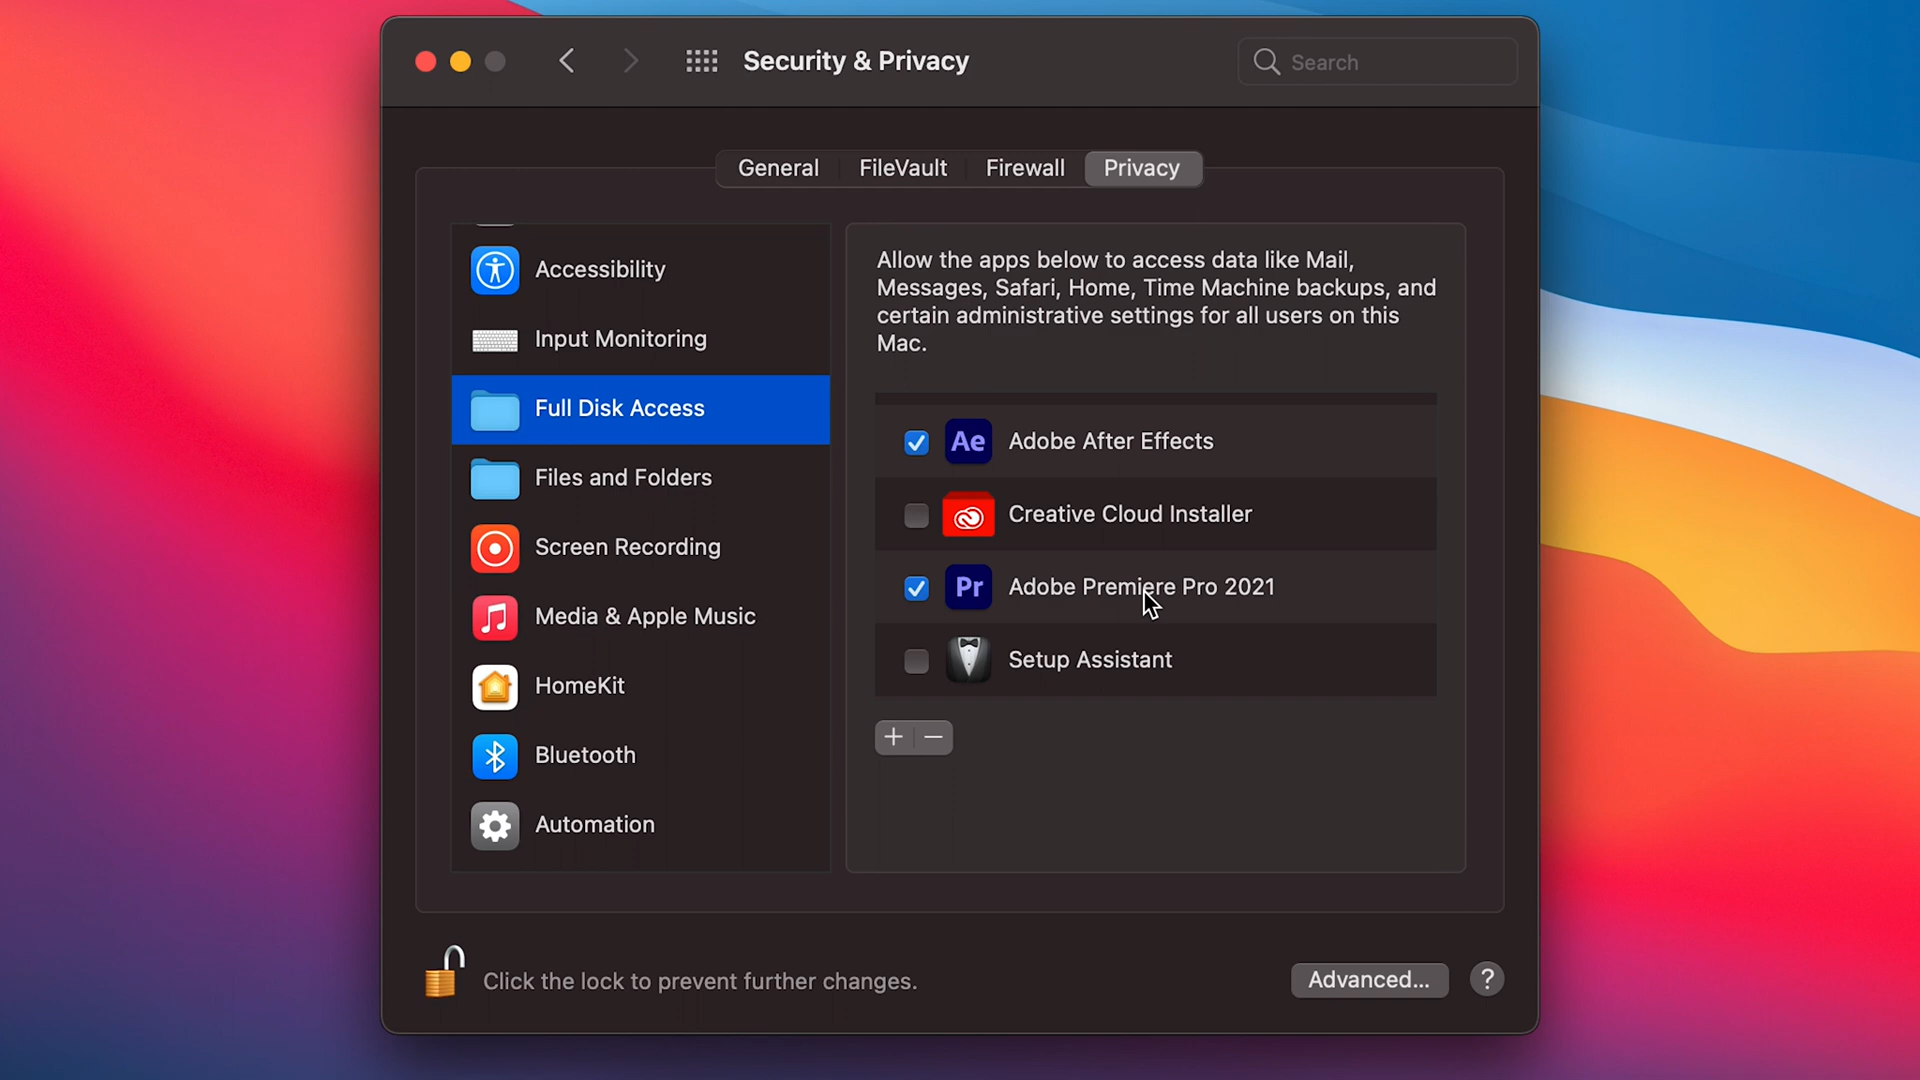 Security & Privacy
Search
General
FileVault
Firewall
Privacy
Accessibility
Input Monitoring
Full Disk Access
Files and Folders
Screen Recording
Media & Apple Music
HomeKit
Bluetooth
Automation
Allow the apps below to access data like Mail,
Messages, Safari, Home, Time Machine backups, and
certain administrative settings for all users on this
Mac.
Ae Adobe After Effects
Creative Cloud Installer
Pr Adobe Premiere Pro 2021
Setup Assistant
+ −
Click the lock to prevent further changes.
Advanced...
?